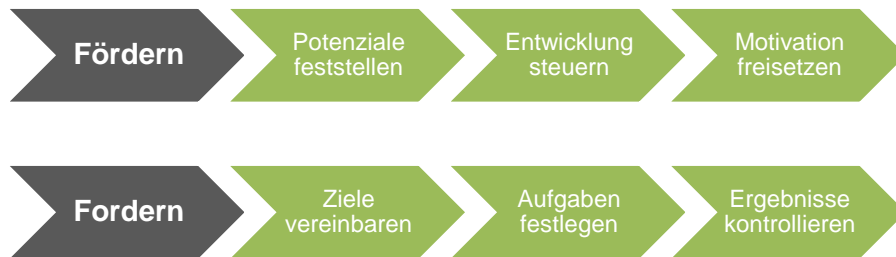 Fördern
Potenziale
feststellen
Entwicklung
steuern
Motivation
freisetzen
Fordern
Ziele
vereinbaren
Aufgaben
festlegen
Ergebnisse
kontrollieren